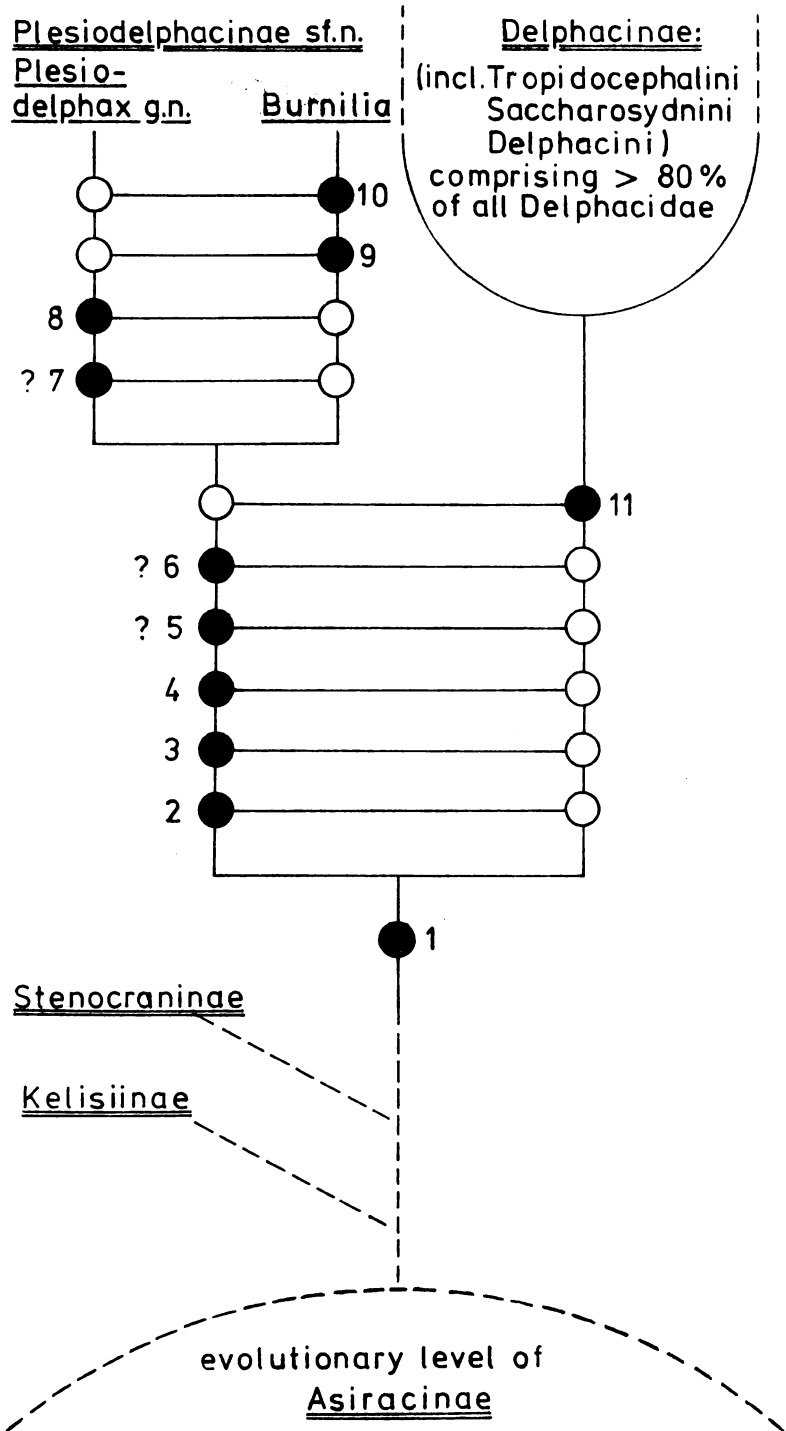 Plesiodelphacinae sf.n.
Plesio-
delphax g.n.
Burnilia
Delphacinae:
(incl. Tropidocephalini
Saccharosydnini
Delphacini)
comprising > 80%
of all Delphacidae
10
9
8
? 7
11
? 6
? 5
4
3
2
1
Stenocraninae
Kelisiinae
evolutionary level of
Asiracinae